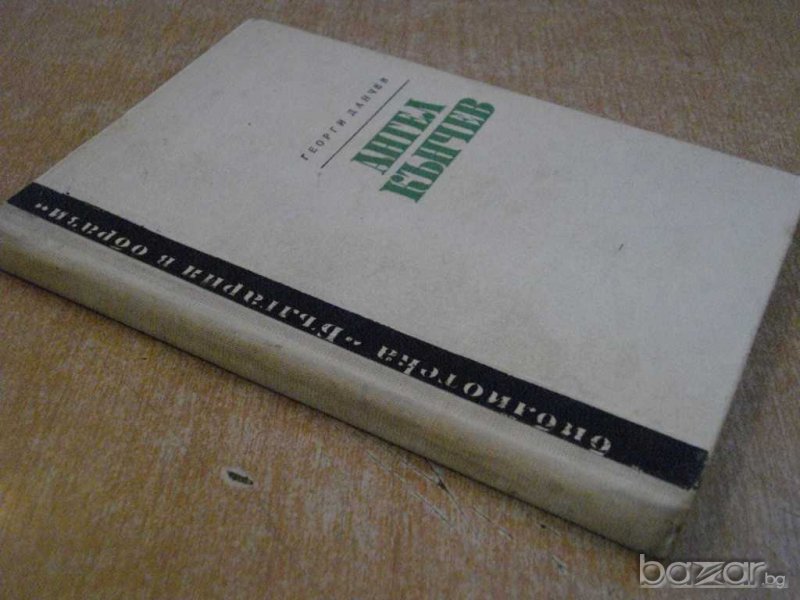 ГЕОРГИ ДАНЧЕВ
АНГЕЛ
КЪНЧЕВ
библиотека „България в образи“
bazar.bg